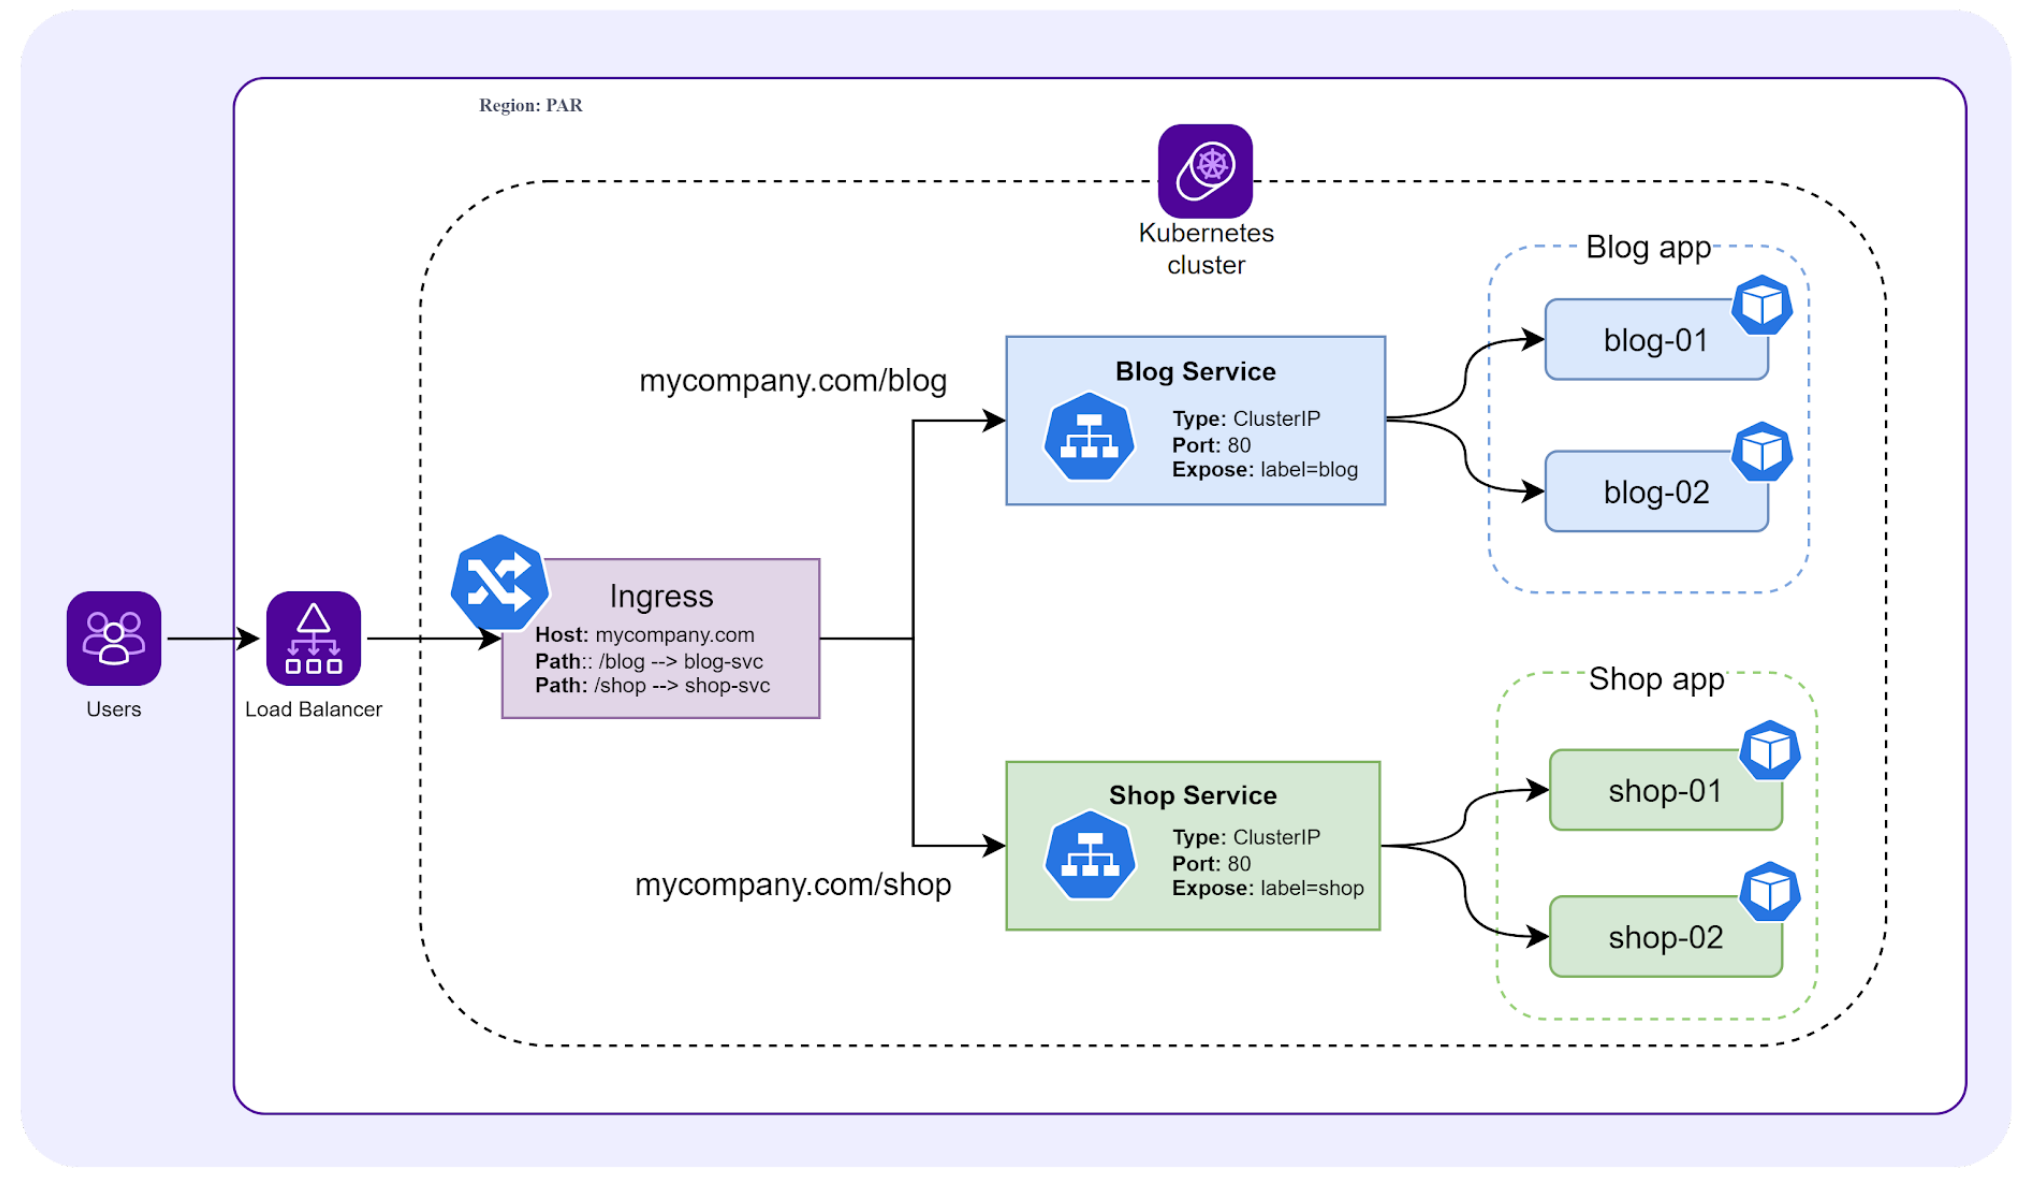 Region: PAR
Kubernetes
cluster
Blog app
blog-01
blog-02
mycompany.com/blog
Blog Service
Type: ClusterIP
Port: 80
Expose: label=blog
Ingress
Host: mycompany.com
Path:: /blog --> blog-svc
Path: /shop --> shop-svc
Users
Load Balancer
Shop app
shop-01
shop-02
Shop Service
Type: ClusterIP
Port: 80
Expose: label=shop
mycompany.com/shop